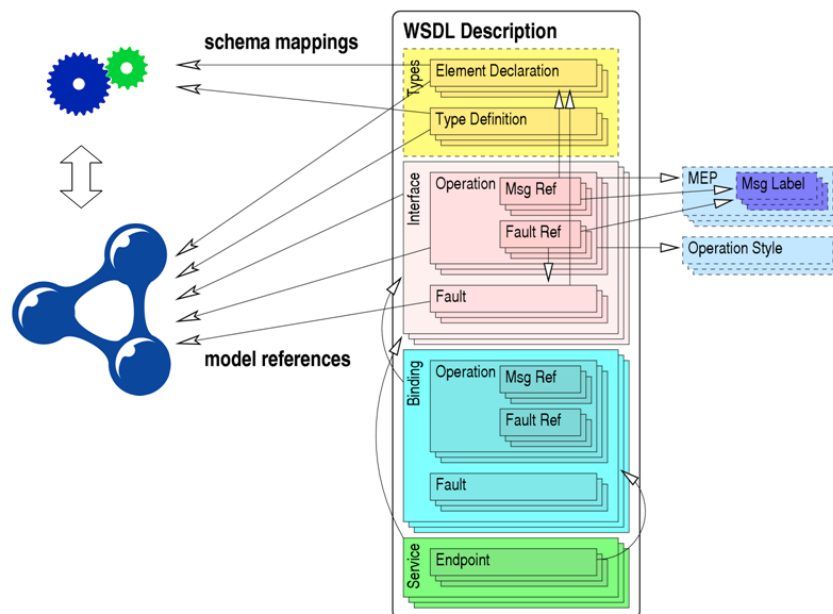 schema mappings
WSDL Description
Types
Element Declaration
Type Definition
Interface
Operation
Msg Ref
Fault Ref
Fault
MEP
Msg Label
Operation Style
model references
Binding
Operation
Msg Ref
Fault Ref
Fault
Service
Endpoint